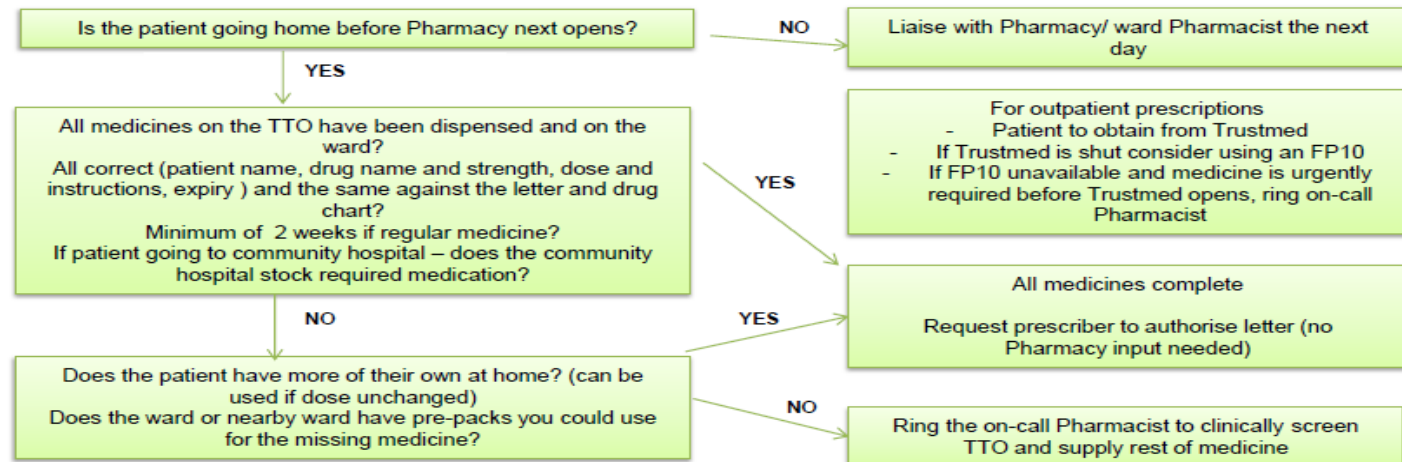 Is the patient going home before Pharmacy next opens?
NO
Liaise with Pharmacy/ ward Pharmacist the next
day
YES
All medicines on the TTO have been dispensed and on the
ward?
All correct (patient name, drug name and strength, dose and
instructions, expiry ) and the same against the letter and drug
chart?
Minimum of 2 weeks if regular medicine?
If patient going to community hospital – does the community
hospital stock required medication?
YES
For outpatient prescriptions
- Patient to obtain from Trustmed
- If Trustmed is shut consider using an FP10
- If FP10 unavailable and medicine is urgently
required before Trustmed opens, ring on-call
Pharmacist
NO
YES
All medicines complete
Request prescriber to authorise letter (no
Pharmacy input needed)
Does the patient have more of their own at home? (can be
used if dose unchanged)
Does the ward or nearby ward have pre-packs you could use
for the missing medicine?
NO
Ring the on-call Pharmacist to clinically screen
TTO and supply rest of medicine